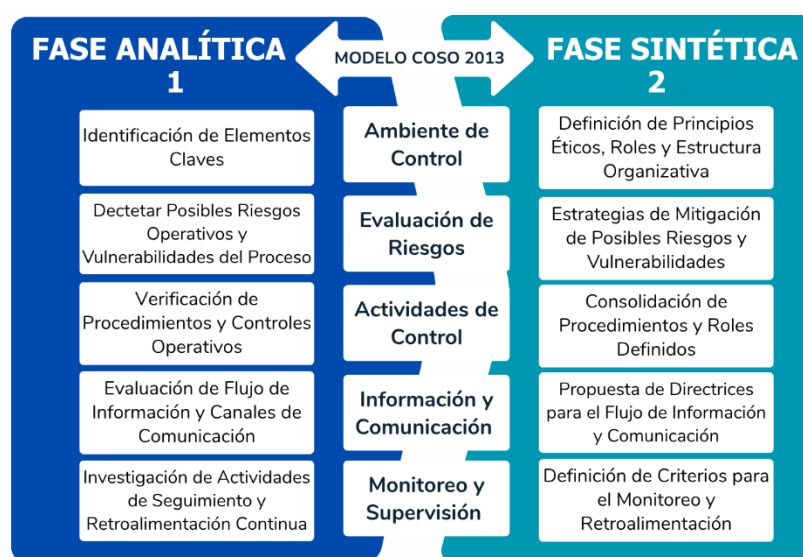 FASE ANALÍTICA
1
MODELO COSO 2013
FASE SINTÉTICA
2
Identificación de Elementos
Claves
Ambiente de
Control
Definición de Principios
Éticos, Roles y Estructura
Organizativa
Dectetar Posibles Riesgos
Operativos y
Vulnerabilidades del Proceso
Evaluación de
Riesgos
Estrategias de Mitigación
de Posibles Riesgos y
Vulnerabilidades
Verificación de
Procedimientos y Controles
Operativos
Actividades de
Control
Consolidación de
Procedimientos y Roles
Definidos
Evaluación de Flujo de
Información y Canales de
Comunicación
Información y
Comunicación
Propuesta de Directrices
para el Flujo de Información
y Comunicación
Investigación de Actividades
de Seguimiento y
Retroalimentación Continua
Monitoreo y
Supervisión
Definición de Criterios para
el Monitoreo y
Retroalimentación